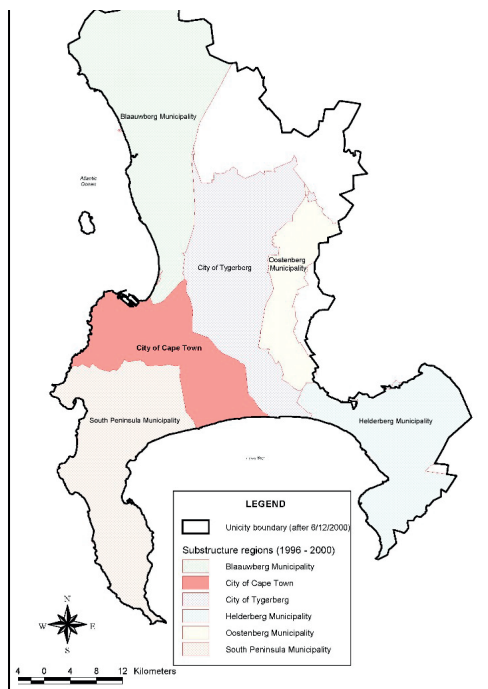 Blaauwberg Municipality
Atlantic
Ocean
City of Tygerberg
Oostenberg
Municipality
City of Cape Town
South Peninsula Municipality
Helderberg Municipality
LEGEND
Unicity boundary (after 6/12/2000)
Substructure regions (1996 - 2000)
Blaauwberg Municipality
City of Cape Town
City of Tygerberg
Helderberg Municipality
Oostenberg Municipality
South Peninsula Municipality
N
W E
S
4 0 4 8 12 Kilometers